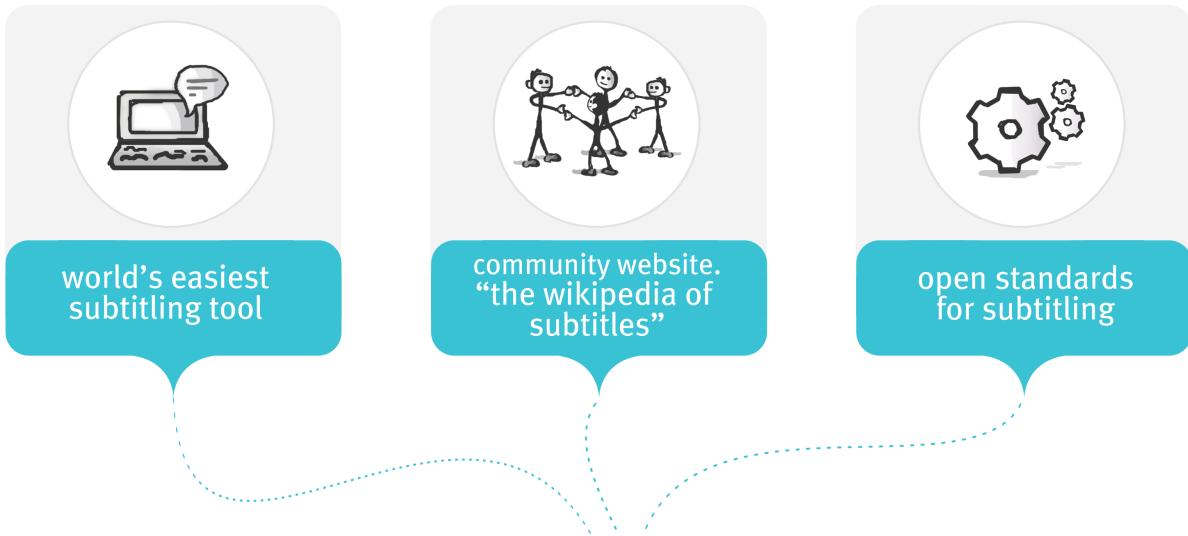 world’s easiest
subtitling tool
community website.
“the wikipedia of
subtitles”
open standards
for subtitling